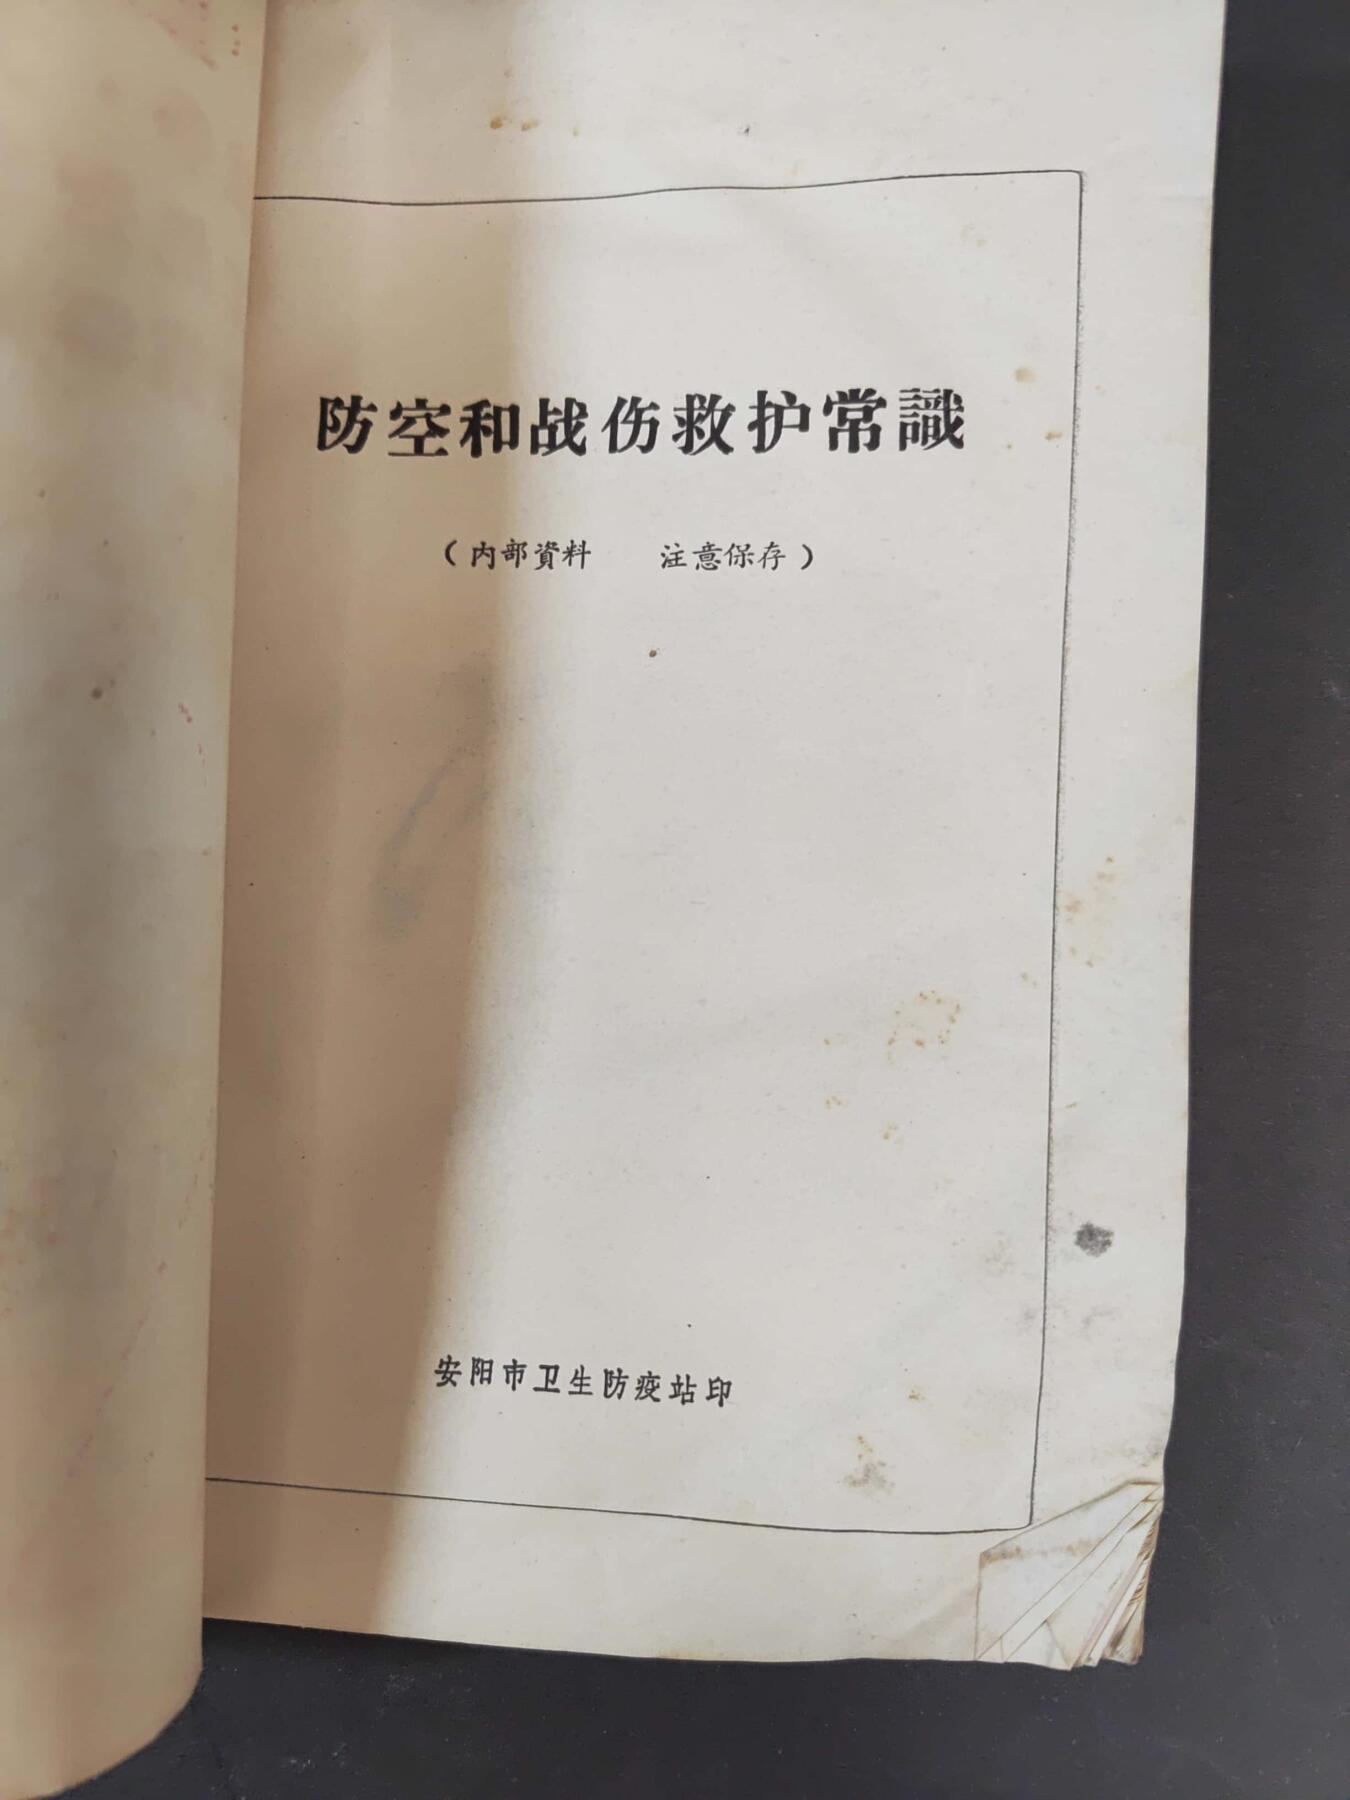 防空和战伤救护常識
（内部資料　　注意保存）
安阳市卫生防疫站印